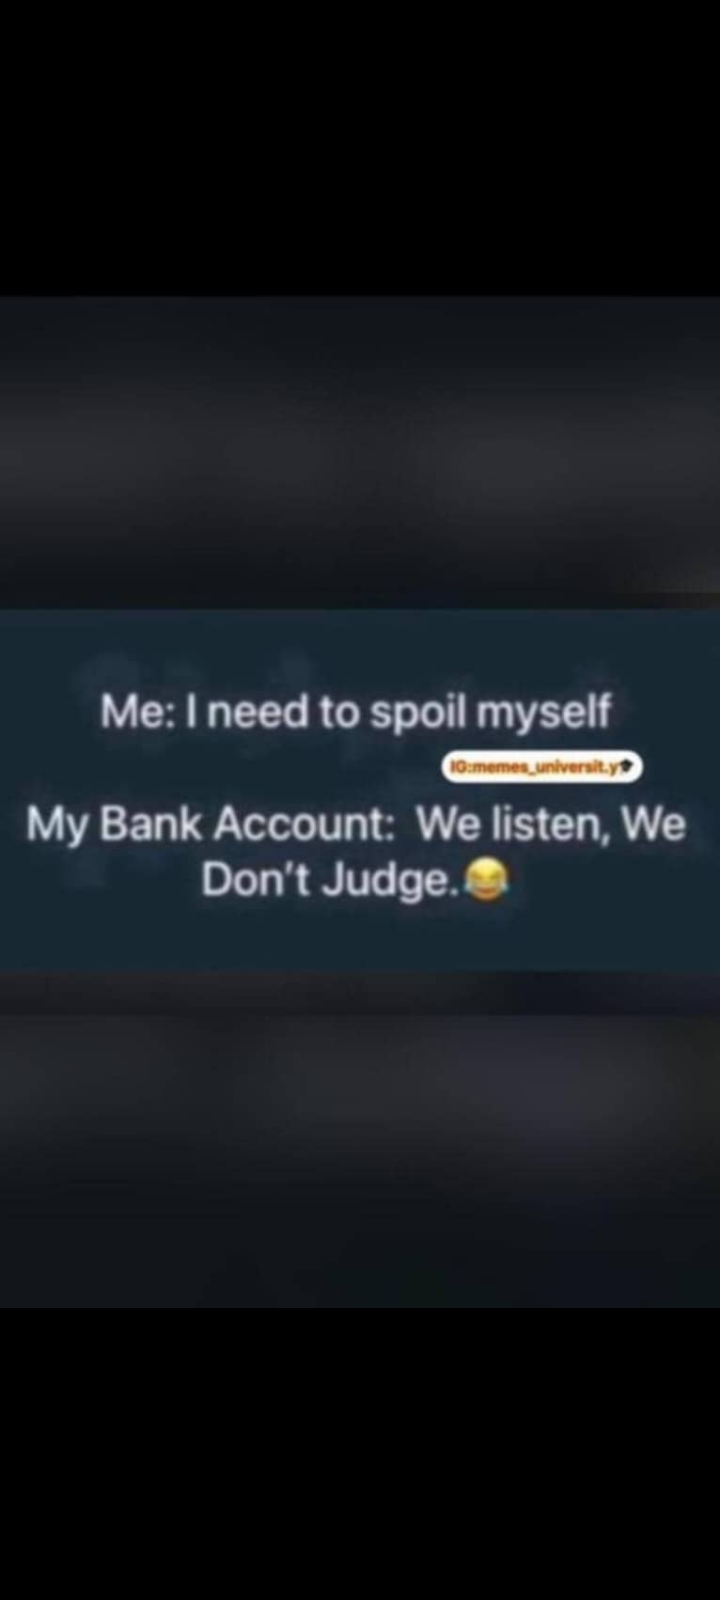 Me: I need to spoil myself
IG:memes_universit.y🎓
My Bank Account: We listen, We
Don't Judge.😂